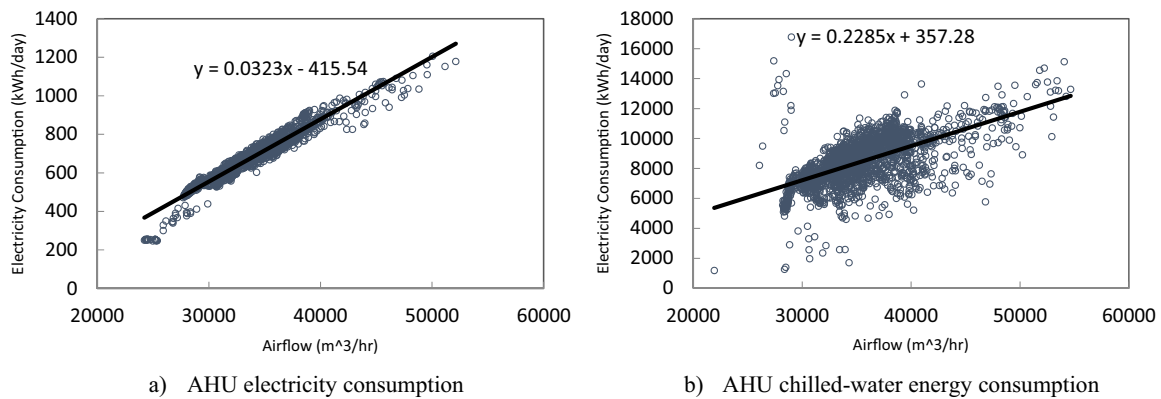 1400
1200
1000
800
600
400
200
0
Electricity Consumption (kWh/day)
y = 0.0323x - 415.54
20000 30000 40000 50000 60000
Airflow (m^3/hr)
a) AHU electricity consumption
18000
16000
14000
12000
10000
8000
6000
4000
2000
0
Electricity Consumption (kWh/day)
y = 0.2285x + 357.28
20000 30000 40000 50000 60000
Airflow (m^3/hr)
b) AHU chilled-water energy consumption